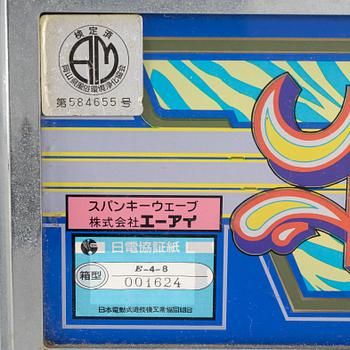 検定済
AM
岡山県風俗環境浄化協会
第584655号
スパンキーウェーブ
株式会社エーアイ
日電協証紙
箱型
E-4-8
001624
日本電動式遊技機工業協同組合